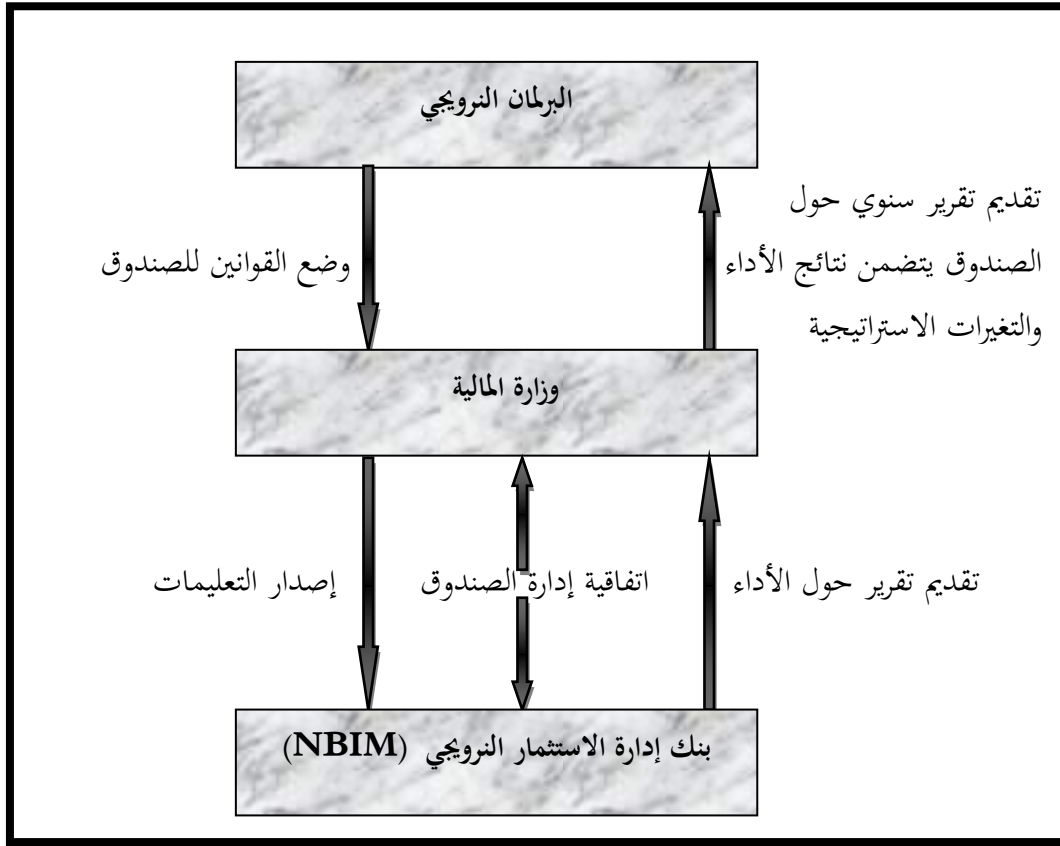 البرلمان النرويجي
تقديم تقرير سنوي حول
الصندوق يتضمن نتائج الأداء
والتغيرات الاستراتيجية
وضع القوانين للصندوق
وزارة المالية
تقديم تقرير حول الأداء
اتفاقية إدارة الصندوق
إصدار التعليمات
بنك إدارة الاستثمار النرويجي (NBIM)